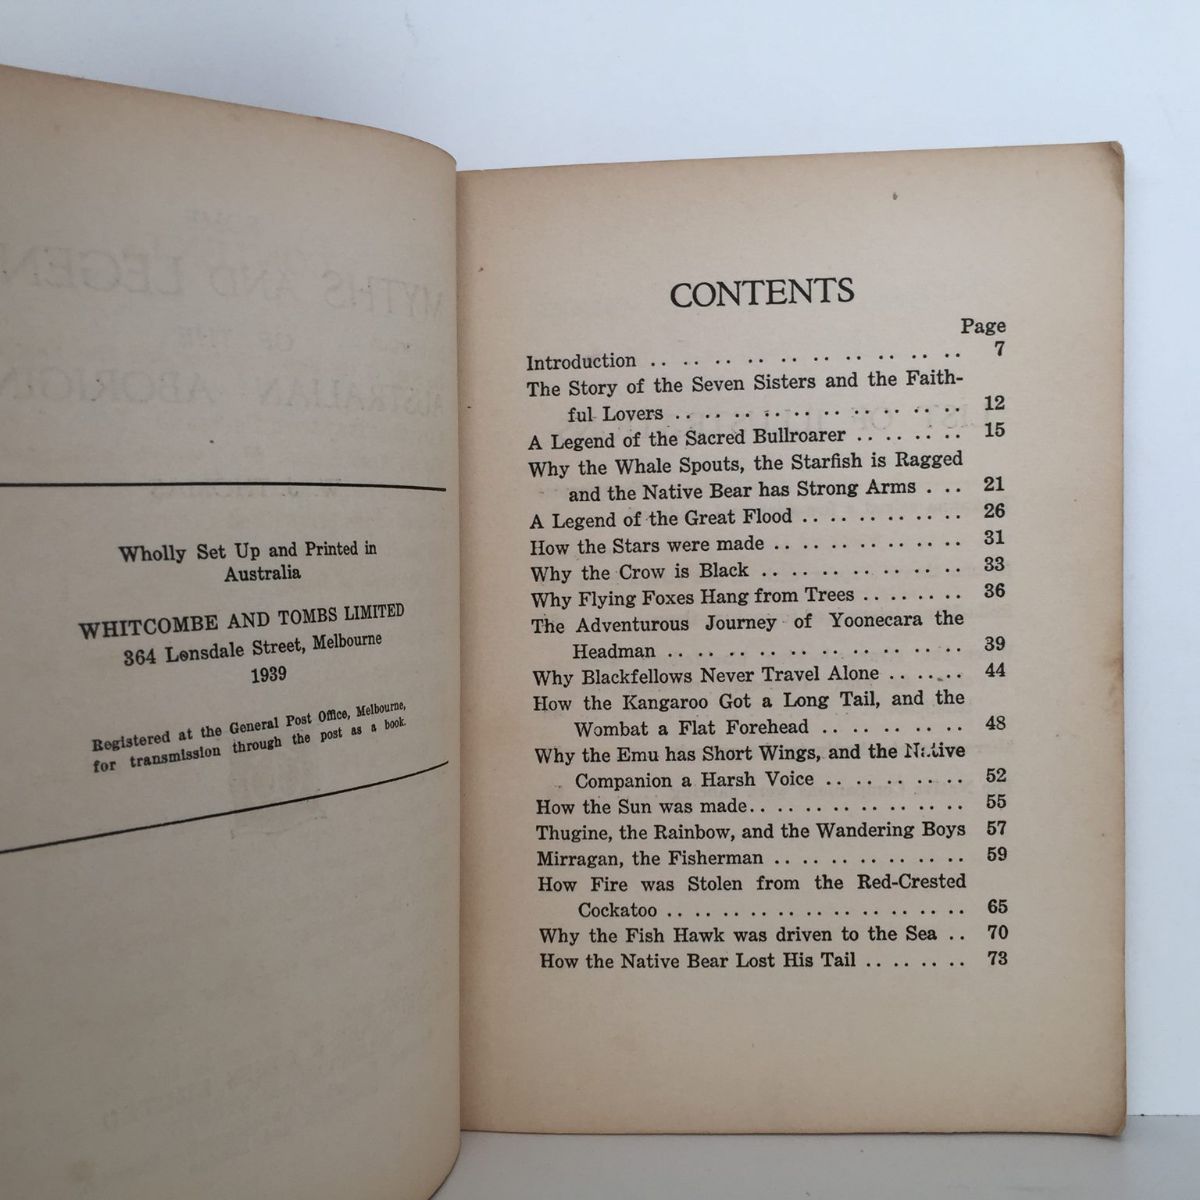 Wholly Set Up and Printed in
Australia
WHITCOMBE AND TOMBS LIMITED
364 Lonsdale Street, Melbourne
1939
Registered at the General Post Office, Melbourne,
for transmission through the post as a book.
CONTENTS
Page
Introduction .. .. .. .. .. .. .. .. .. .. .. .. 7
The Story of the Seven Sisters and the Faith-
ful Lovers .. .. .. .. .. .. .. .. .. .. .. 12
A Legend of the Sacred Bullroarer .. .. .. .. 15
Why the Whale Spouts, the Starfish is Ragged
and the Native Bear has Strong Arms . .. 21
A Legend of the Great Flood .. .. .. .. .. .. 26
How the Stars were made .. .. .. .. .. .. .. 31
Why the Crow is Black .. .. .. .. .. .. .. .. 33
Why Flying Foxes Hang from Trees .. .. .. .. 36
The Adventurous Journey of Yoonecara the
Headman .. .. .. .. .. .. .. .. .. .. .. 39
Why Blackfellows Never Travel Alone .. .. .. 44
How the Kangaroo Got a Long Tail, and the
Wombat a Flat Forehead .. .. .. .. .. .. 48
Why the Emu has Short Wings, and the Native
Companion a Harsh Voice .. .. .. .. .. .. 52
How the Sun was made.. .. .. .. .. .. .. .. 55
Thugine, the Rainbow, and the Wandering Boys 57
Mirragan, the Fisherman .. .. .. .. .. .. .. 59
How Fire was Stolen from the Red-Crested
Cockatoo .. .. .. .. .. .. .. .. .. .. .. 65
Why the Fish Hawk was driven to the Sea .. 70
How the Native Bear Lost His Tail .. .. .. .. 73